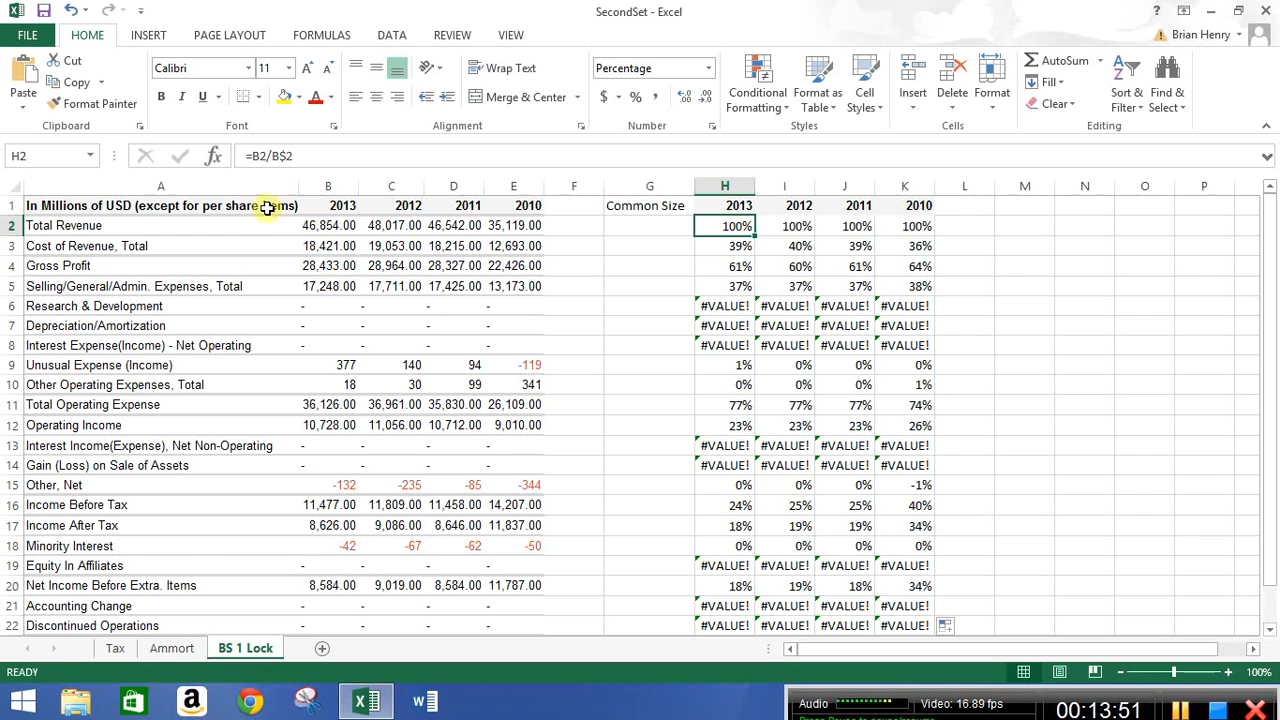 SecondSet - Excel
FILE HOME INSERT PAGE LAYOUT FORMULAS DATA REVIEW VIEW Brian Henry
Cut
Copy
Format Painter
Paste
Clipboard
Calibri 11
B I U A
Font
Wrap Text
Merge & Center
Alignment
Percentage
$ % ,
Number
Conditional Formatting
Format as Table
Cell Styles
Styles
Insert Delete Format
Cells
AutoSum
Fill
Clear
Sort & Filter
Find & Select
Editing
H2 fx =B2/B$2
A B C D E F G H I J K L M N O P
1 In Millions of USD (except for per share items) 2013 2012 2011 2010 Common Size 2013 2012 2011 2010
2 Total Revenue 46,854.00 48,017.00 46,542.00 35,119.00 100% 100% 100% 100%
3 Cost of Revenue, Total 18,421.00 19,053.00 18,215.00 12,693.00 39% 40% 39% 36%
4 Gross Profit 28,433.00 28,964.00 28,327.00 22,426.00 61% 60% 61% 64%
5 Selling/General/Admin. Expenses, Total 17,248.00 17,711.00 17,425.00 13,173.00 37% 37% 37% 38%
6 Research & Development - - - - #VALUE! #VALUE! #VALUE! #VALUE!
7 Depreciation/Amortization - - - - #VALUE! #VALUE! #VALUE! #VALUE!
8 Interest Expense(Income) - Net Operating - - - - #VALUE! #VALUE! #VALUE! #VALUE!
9 Unusual Expense (Income) 377 140 94 -119 1% 0% 0% 0%
10 Other Operating Expenses, Total 18 30 99 341 0% 0% 0% 1%
11 Total Operating Expense 36,126.00 36,961.00 35,830.00 26,109.00 77% 77% 77% 74%
12 Operating Income 10,728.00 11,056.00 10,712.00 9,010.00 23% 23% 23% 26%
13 Interest Income(Expense), Net Non-Operating - - - - #VALUE! #VALUE! #VALUE! #VALUE!
14 Gain (Loss) on Sale of Assets - - - - #VALUE! #VALUE! #VALUE! #VALUE!
15 Other, Net -132 -235 -85 -344 0% 0% 0% -1%
16 Income Before Tax 11,477.00 11,809.00 11,458.00 14,207.00 24% 25% 25% 40%
17 Income After Tax 8,626.00 9,086.00 8,646.00 11,837.00 18% 19% 19% 34%
18 Minority Interest -42 -67 -62 -50 0% 0% 0% 0%
19 Equity In Affiliates - - - - #VALUE! #VALUE! #VALUE! #VALUE!
20 Net Income Before Extra. Items 8,584.00 9,019.00 8,584.00 11,787.00 18% 19% 18% 34%
21 Accounting Change - - - - #VALUE! #VALUE! #VALUE! #VALUE!
22 Discontinued Operations - - - - #VALUE! #VALUE! #VALUE! #VALUE!
Tax Ammort BS 1 Lock
READY 100%
Audio Video: 16.89 fps 00:13:51